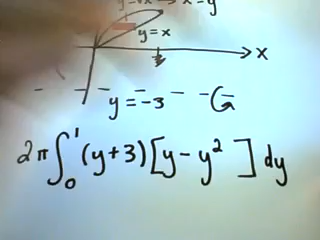 y=√x → x=y
y=x
x
y=-3
2π∫₀¹ (y+3)[y-y²] dy